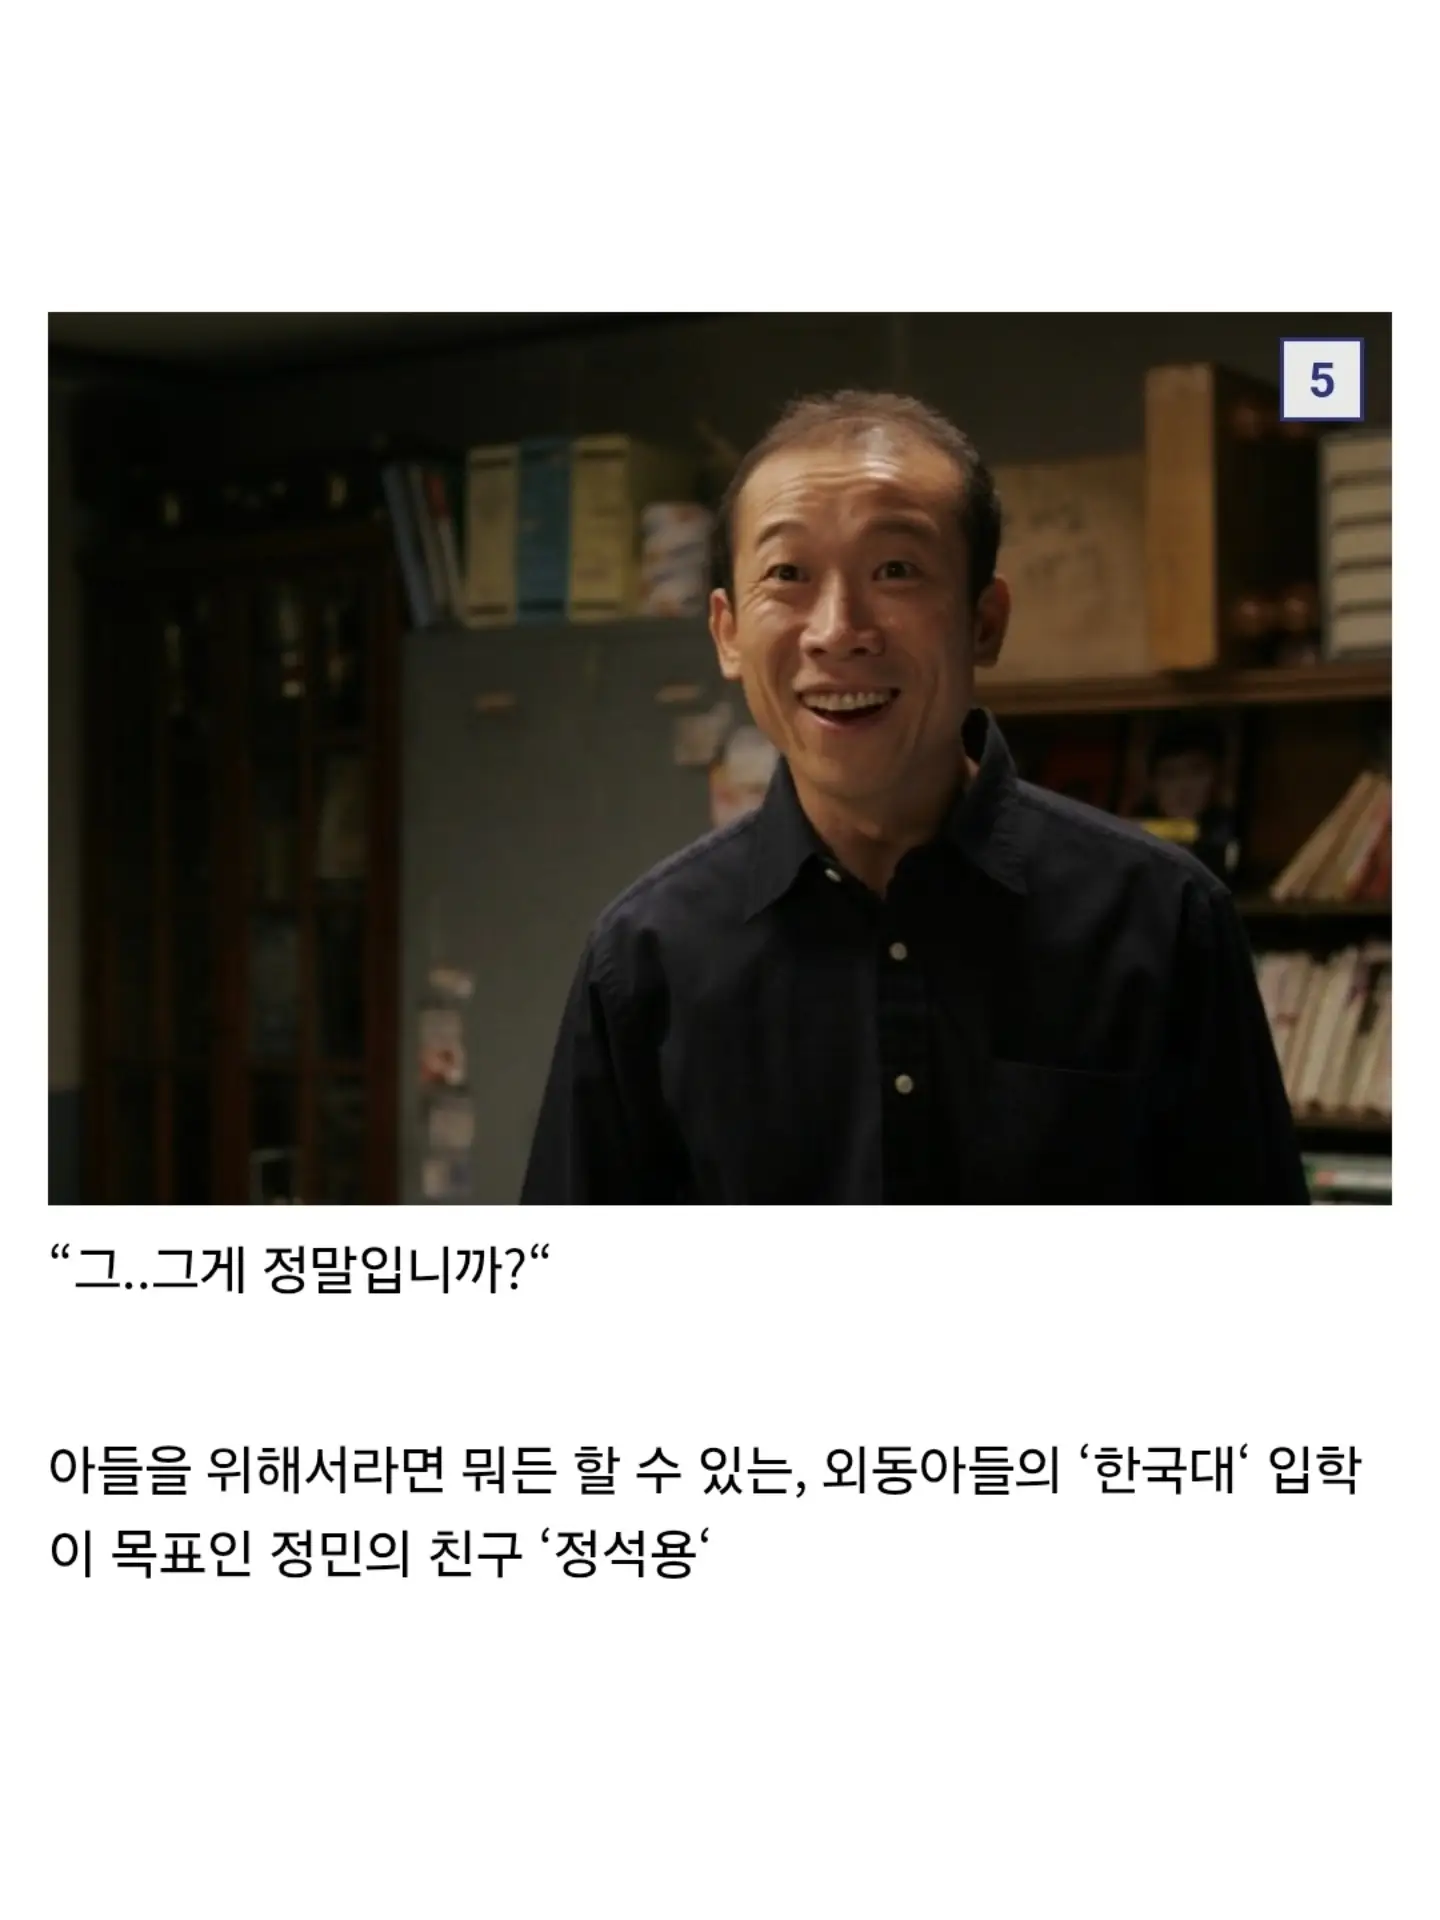 5
“그..그게 정말입니까?“
아들을 위해서라면 뭐든 할 수 있는, 외동아들의 ‘한국대‘ 입학
이 목표인 정민의 친구 ‘정석용‘